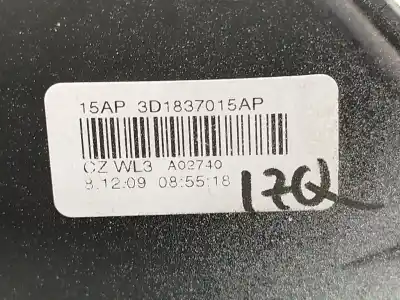 15AP 3D1837015AP
CZ WL3 A02740
8.12.09 08:55:18
17Q